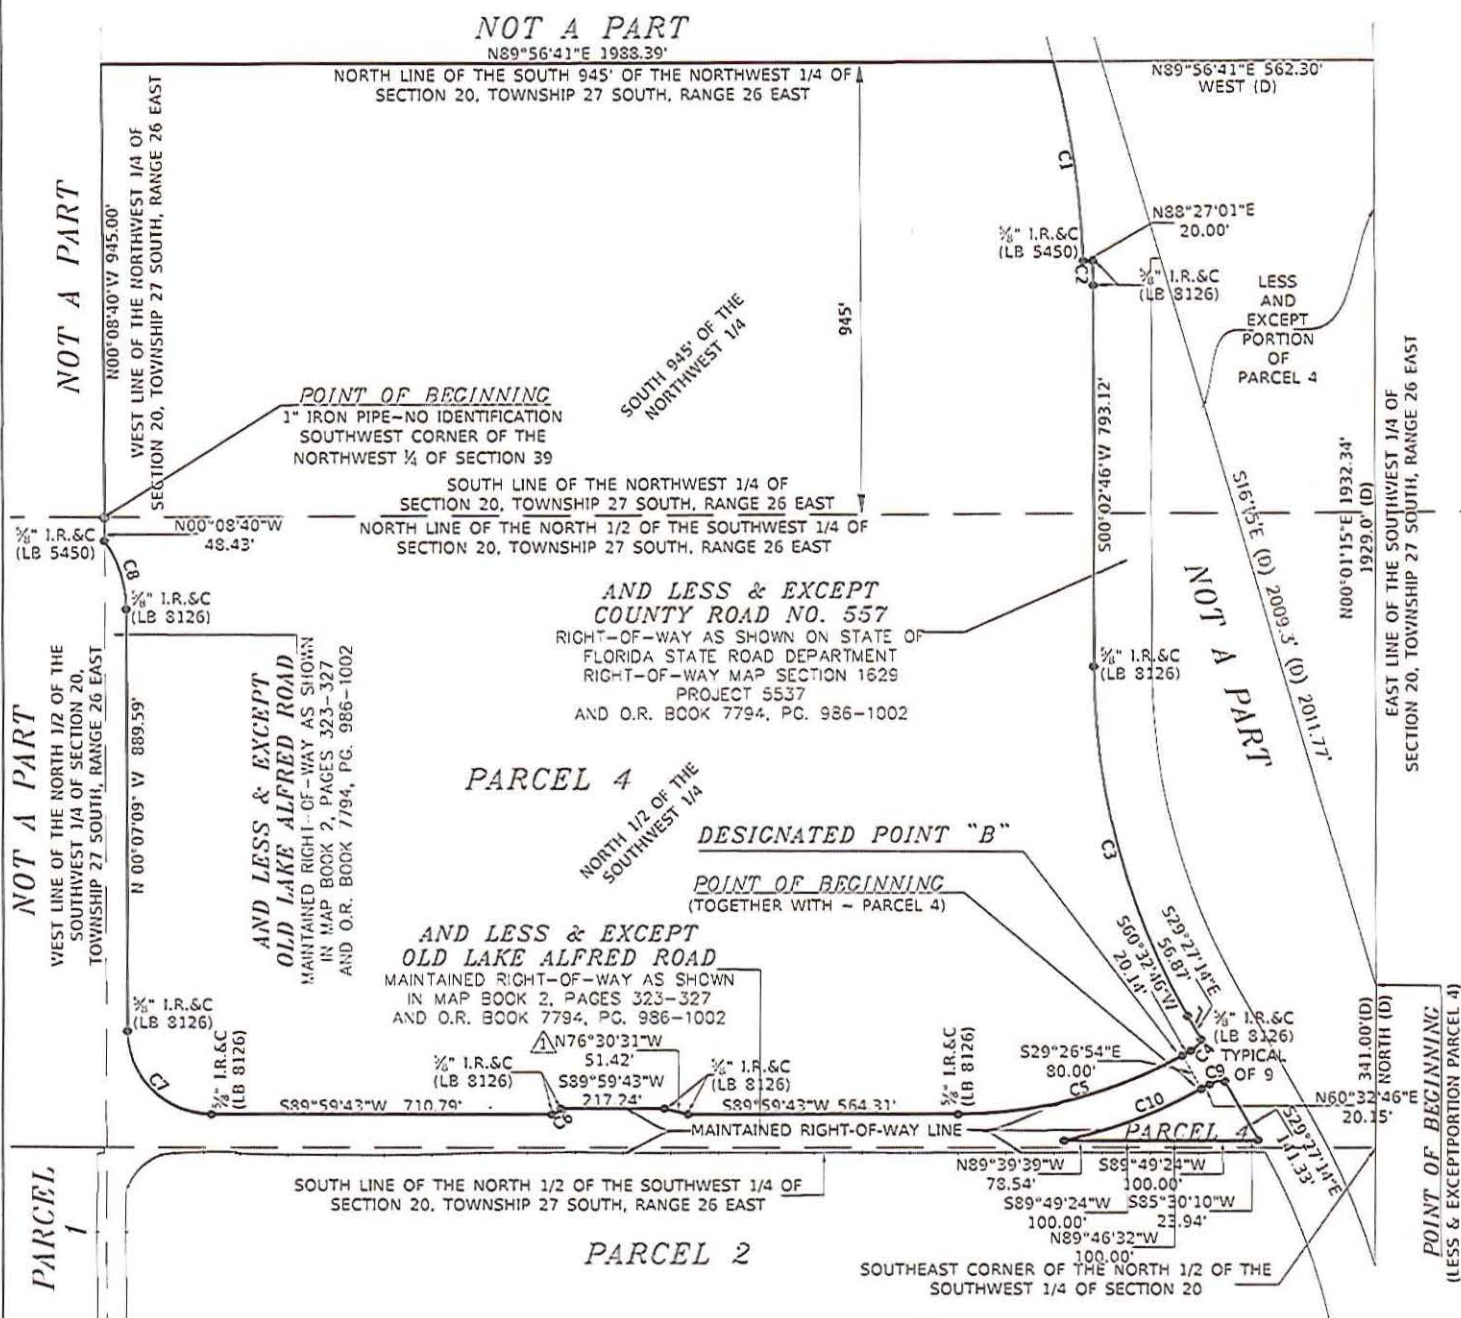 NOT A PART
N89°56'41"E 1988.39'
NORTH LINE OF THE SOUTH 945' OF THE NORTHWEST 1/4 OF
SECTION 20, TOWNSHIP 27 SOUTH, RANGE 26 EAST
N89°56'41"E 562.30'
WEST (D)
NOT A PART
N00°08'40"W 945.00'
WEST LINE OF THE NORTHWEST 1/4 OF
SECTION 20, TOWNSHIP 27 SOUTH, RANGE 26 EAST
945'
C1
N88°27'01"E
20.00'
⅝" I.R.&C
(LB 5450)
C2
⅝" I.R.&C
(LB 8126)
LESS
AND
EXCEPT
PORTION
OF
PARCEL 4
SOUTH 945' OF THE
NORTHWEST 1/4
POINT OF BEGINNING
1" IRON PIPE-NO IDENTIFICATION
SOUTHWEST CORNER OF THE
NORTHWEST ¼ OF SECTION 39
S00°02'46"W 793.12'
S16°15'E (D) 2009.3' (D) 2011.77'
N00°01'15"E 1932.34'
1929.0' (D)
EAST LINE OF THE SOUTHWEST 1/4 OF
SECTION 20, TOWNSHIP 27 SOUTH, RANGE 26 EAST
SOUTH LINE OF THE NORTHWEST 1/4 OF
SECTION 20, TOWNSHIP 27 SOUTH, RANGE 26 EAST
NORTH LINE OF THE NORTH 1/2 OF THE SOUTHWEST 1/4 OF
SECTION 20, TOWNSHIP 27 SOUTH, RANGE 26 EAST
N00°08'40"W
48.43'
⅝" I.R.&C
(LB 5450)
C8
⅝" I.R.&C
(LB 8126)
AND LESS & EXCEPT
COUNTY ROAD NO. 557
RIGHT-OF-WAY AS SHOWN ON STATE OF
FLORIDA STATE ROAD DEPARTMENT
RIGHT-OF-WAY MAP SECTION 1629
PROJECT 5537
AND O.R. BOOK 7794, PG. 986-1002
⅝" I.R.&C
(LB 8126)
NOT A PART
NOT A PART
WEST LINE OF THE NORTH 1/2 OF THE
SOUTHWEST 1/4 OF SECTION 20,
TOWNSHIP 27 SOUTH, RANGE 26 EAST
N 00°07'09" W 889.59'
AND LESS & EXCEPT
OLD LAKE ALFRED ROAD
MAINTAINED RIGHT-OF-WAY AS SHOWN
IN MAP BOOK 2, PAGES 323-327
AND O.R. BOOK 7794, PG. 986-1002
PARCEL 4
NORTH 1/2 OF THE
SOUTHWEST 1/4
DESIGNATED POINT "B"
C3
POINT OF BEGINNING
(TOGETHER WITH ~ PARCEL 4)
S29°27'14"E
56.87'
S60°32'46"W
20.14'
AND LESS & EXCEPT
OLD LAKE ALFRED ROAD
MAINTAINED RIGHT-OF-WAY AS SHOWN
IN MAP BOOK 2, PAGES 323-327
AND O.R. BOOK 7794, PG. 986-1002
⅝" I.R.&C
(LB 8126)
⅝" I.R.&C
(LB 8126)
TYPICAL
OF 9
341.00'(D)
NORTH (D)
POINT OF BEGINNING
(LESS & EXCEPTPORTION PARCEL 4)
1
N76°30'31"W
51.42'
⅝" I.R.&C
(LB 8126)
S89°59'43"W
217.24'
⅝" I.R.&C
(LB 8126)
⅝" I.R.&C
(LB 8126)
⅝" I.R.&C
(LB 8126)
S29°26'54"E
80.00'
C4
C9
C7
S89°59'43"W 710.79'
C6
S89°59'43"W 564.31'
C5
C10
N60°32'46"E
20.15'
MAINTAINED RIGHT-OF-WAY LINE
PARCEL 4
S29°27'14"E
141.33'
N89°39'39"W
78.54'
S89°49'24"W
100.00'
S89°49'24"W
100.00'
S85°30'10"W
23.94'
N89°46'32"W
100.00'
PARCEL
1
SOUTH LINE OF THE NORTH 1/2 OF THE SOUTHWEST 1/4 OF
SECTION 20, TOWNSHIP 27 SOUTH, RANGE 26 EAST
PARCEL 2
SOUTHEAST CORNER OF THE NORTH 1/2 OF THE
SOUTHWEST 1/4 OF SECTION 20